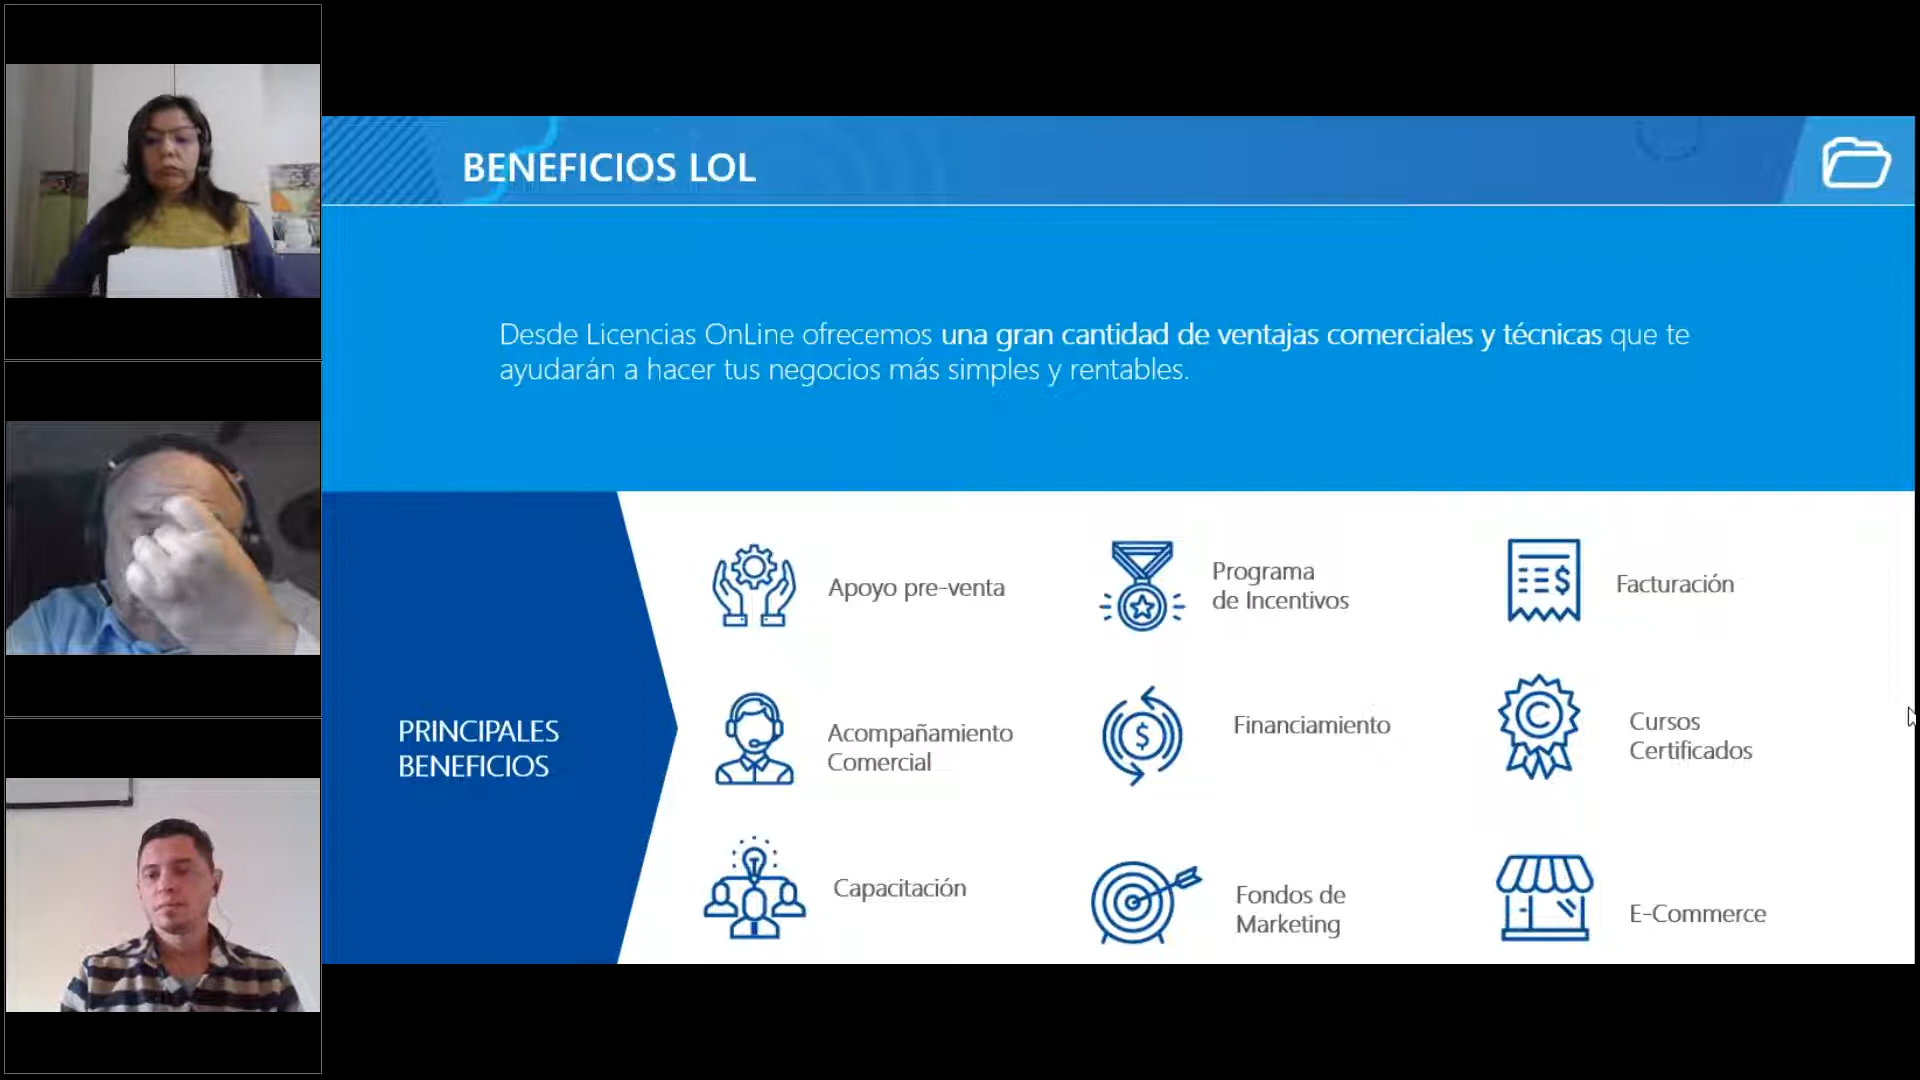 BENEFICIOS LOL
Desde Licencias OnLine ofrecemos una gran cantidad de ventajas comerciales y técnicas que te
ayudarán a hacer tus negocios más simples y rentables.
PRINCIPALES
BENEFICIOS
Apoyo pre-venta
Programa
de Incentivos
Facturación
Acompañamiento
Comercial
Financiamiento
Cursos
Certificados
Capacitación
Fondos de
Marketing
E-Commerce